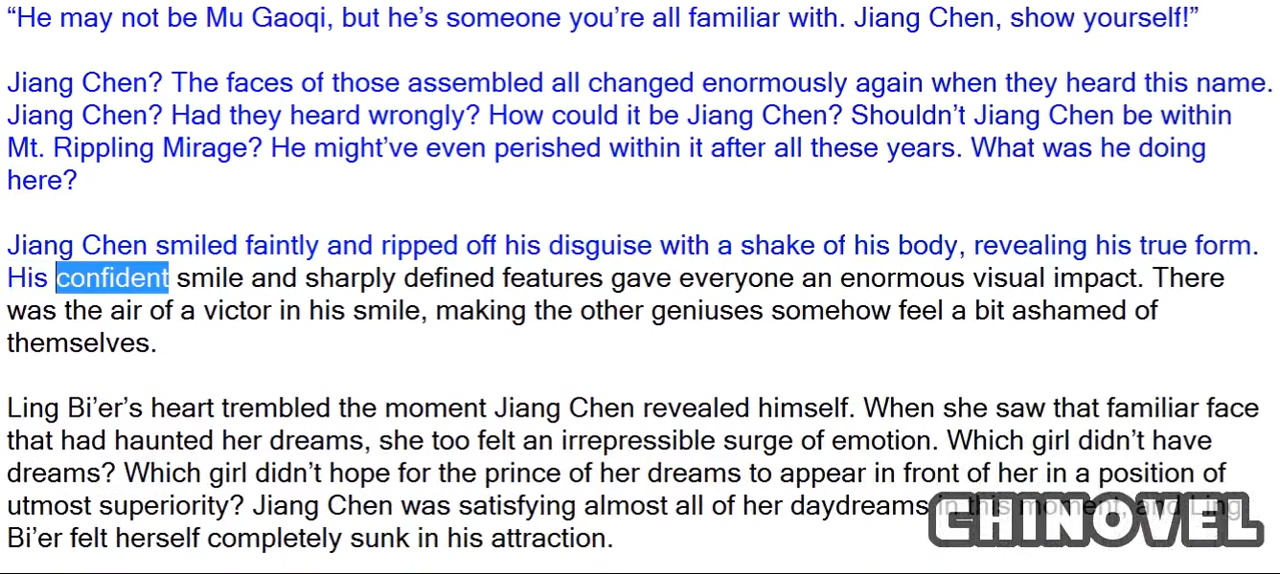 “He may not be Mu Gaoqi, but he’s someone you’re all familiar with. Jiang Chen, show yourself!”
Jiang Chen? The faces of those assembled all changed enormously again when they heard this name.
Jiang Chen? Had they heard wrongly? How could it be Jiang Chen? Shouldn’t Jiang Chen be within
Mt. Rippling Mirage? He might’ve even perished within it after all these years. What was he doing
here?
Jiang Chen smiled faintly and ripped off his disguise with a shake of his body, revealing his true form.
His confident smile and sharply defined features gave everyone an enormous visual impact. There
was the air of a victor in his smile, making the other geniuses somehow feel a bit ashamed of
themselves.
Ling Bi’er’s heart trembled the moment Jiang Chen revealed himself. When she saw that familiar face
that had haunted her dreams, she too felt an irrepressible surge of emotion. Which girl didn’t have
dreams? Which girl didn’t hope for the prince of her dreams to appear in front of her in a position of
utmost superiority? Jiang Chen was satisfying almost all of her daydreams in this moment, and Ling
Bi’er felt herself completely sunk in his attraction.
CHINOVEL